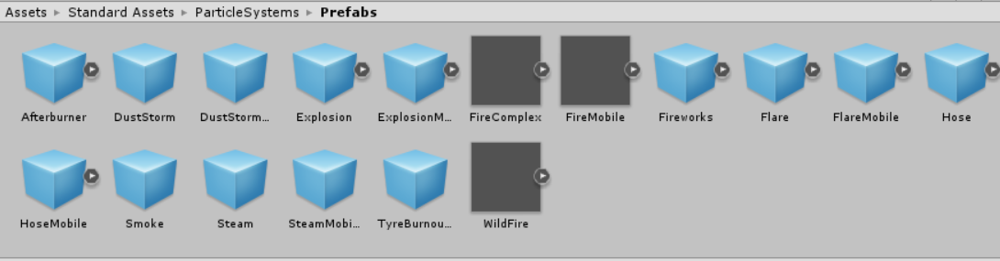 Assets ▸ Standard Assets ▸ ParticleSystems ▸ Prefabs
Afterburner DustStorm DustStorm... Explosion ExplosionM... FireComplex FireMobile Fireworks Flare FlareMobile Hose
HoseMobile Smoke Steam SteamMobi... TyreBurnou... WildFire